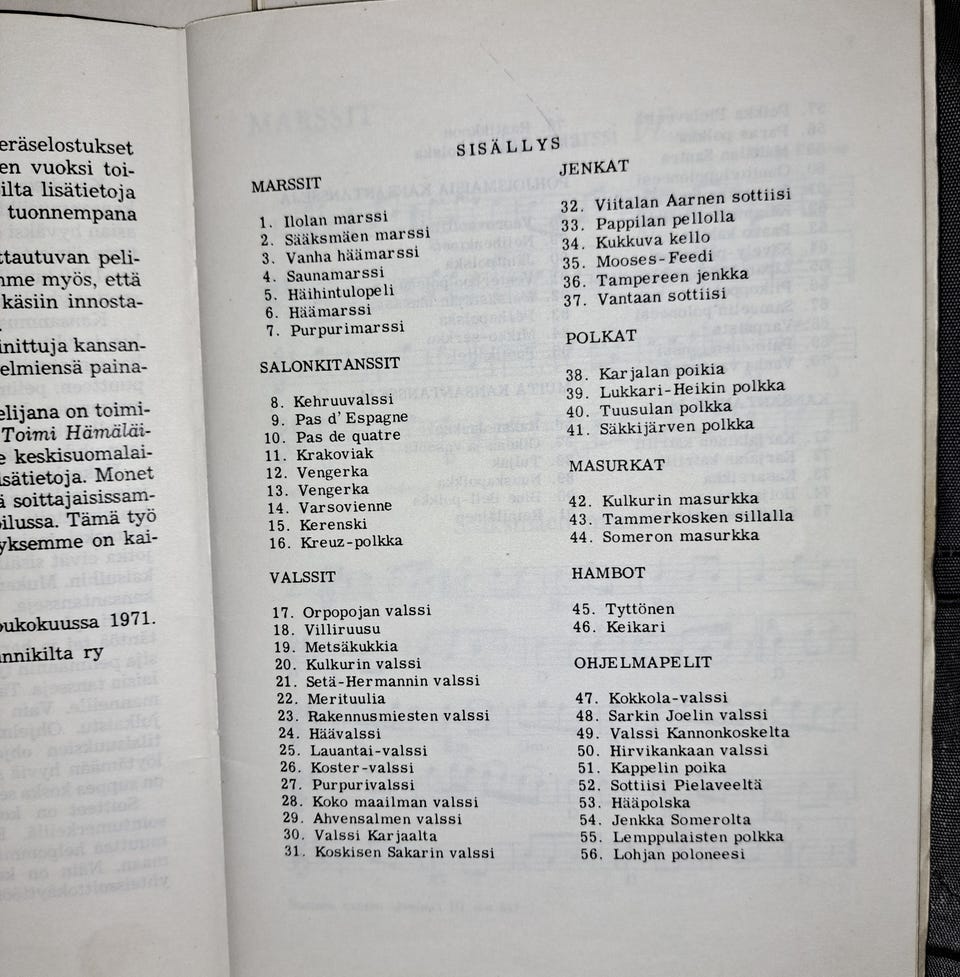 eräselostukset
en vuoksi toi-
ilta lisätietoja
tuonnempana
ttautuvan peli-
nme myös, että
käsiin innosta-
inittuja kansan-
elmiensä paina-
elijana on toimi-
Toimi Hämäläi-
e keskisuomalai-
isätietoja. Monet
ä soittajaisissam-
oilussa. Tämä työ
yksemme on kai-
oukokuussa 1971.
nnikilta ry
SISÄLLYS
MARSSIT
1. Ilolan marssi
2. Sääksmäen marssi
3. Vanha häämarssi
4. Saunamarssi
5. Häihintulopeli
6. Häämarssi
7. Purpurimarssi
SALONKITANSSIT
8. Kehruuvalssi
9. Pas d'Espagne
10. Pas de quatre
11. Krakoviak
12. Vengerka
13. Vengerka
14. Varsovienne
15. Kerenski
16. Kreuz-polkka
VALSSIT
17. Orpopojan valssi
18. Villiruusu
19. Metsäkukkia
20. Kulkurin valssi
21. Setä-Hermannin valssi
22. Merituulia
23. Rakennusmiesten valssi
24. Häävalssi
25. Lauantai-valssi
26. Koster-valssi
27. Purpurivalssi
28. Koko maailman valssi
29. Ahvensalmen valssi
30. Valssi Karjaalta
31. Koskisen Sakarin valssi
JENKAT
32. Viitalan Aarnen sottiisi
33. Pappilan pellolla
34. Kukkuva kello
35. Mooses-Feedi
36. Tampereen jenkka
37. Vantaan sottiisi
POLKAT
38. Karjalan poikia
39. Lukkari-Heikin polkka
40. Tuusulan polkka
41. Säkkijärven polkka
MASURKAT
42. Kulkurin masurkka
43. Tammerkosken sillalla
44. Someron masurkka
HAMBOT
45. Tyttönen
46. Keikari
OHJELMAPELIT
47. Kokkola-valssi
48. Sarkin Joelin valssi
49. Valssi Kannonkoskelta
50. Hirvikankaan valssi
51. Kappelin poika
52. Sottiisi Pielaveeltä
53. Hääpolska
54. Jenkka Somerolta
55. Lemppulaisten polkka
56. Lohjan poloneesi